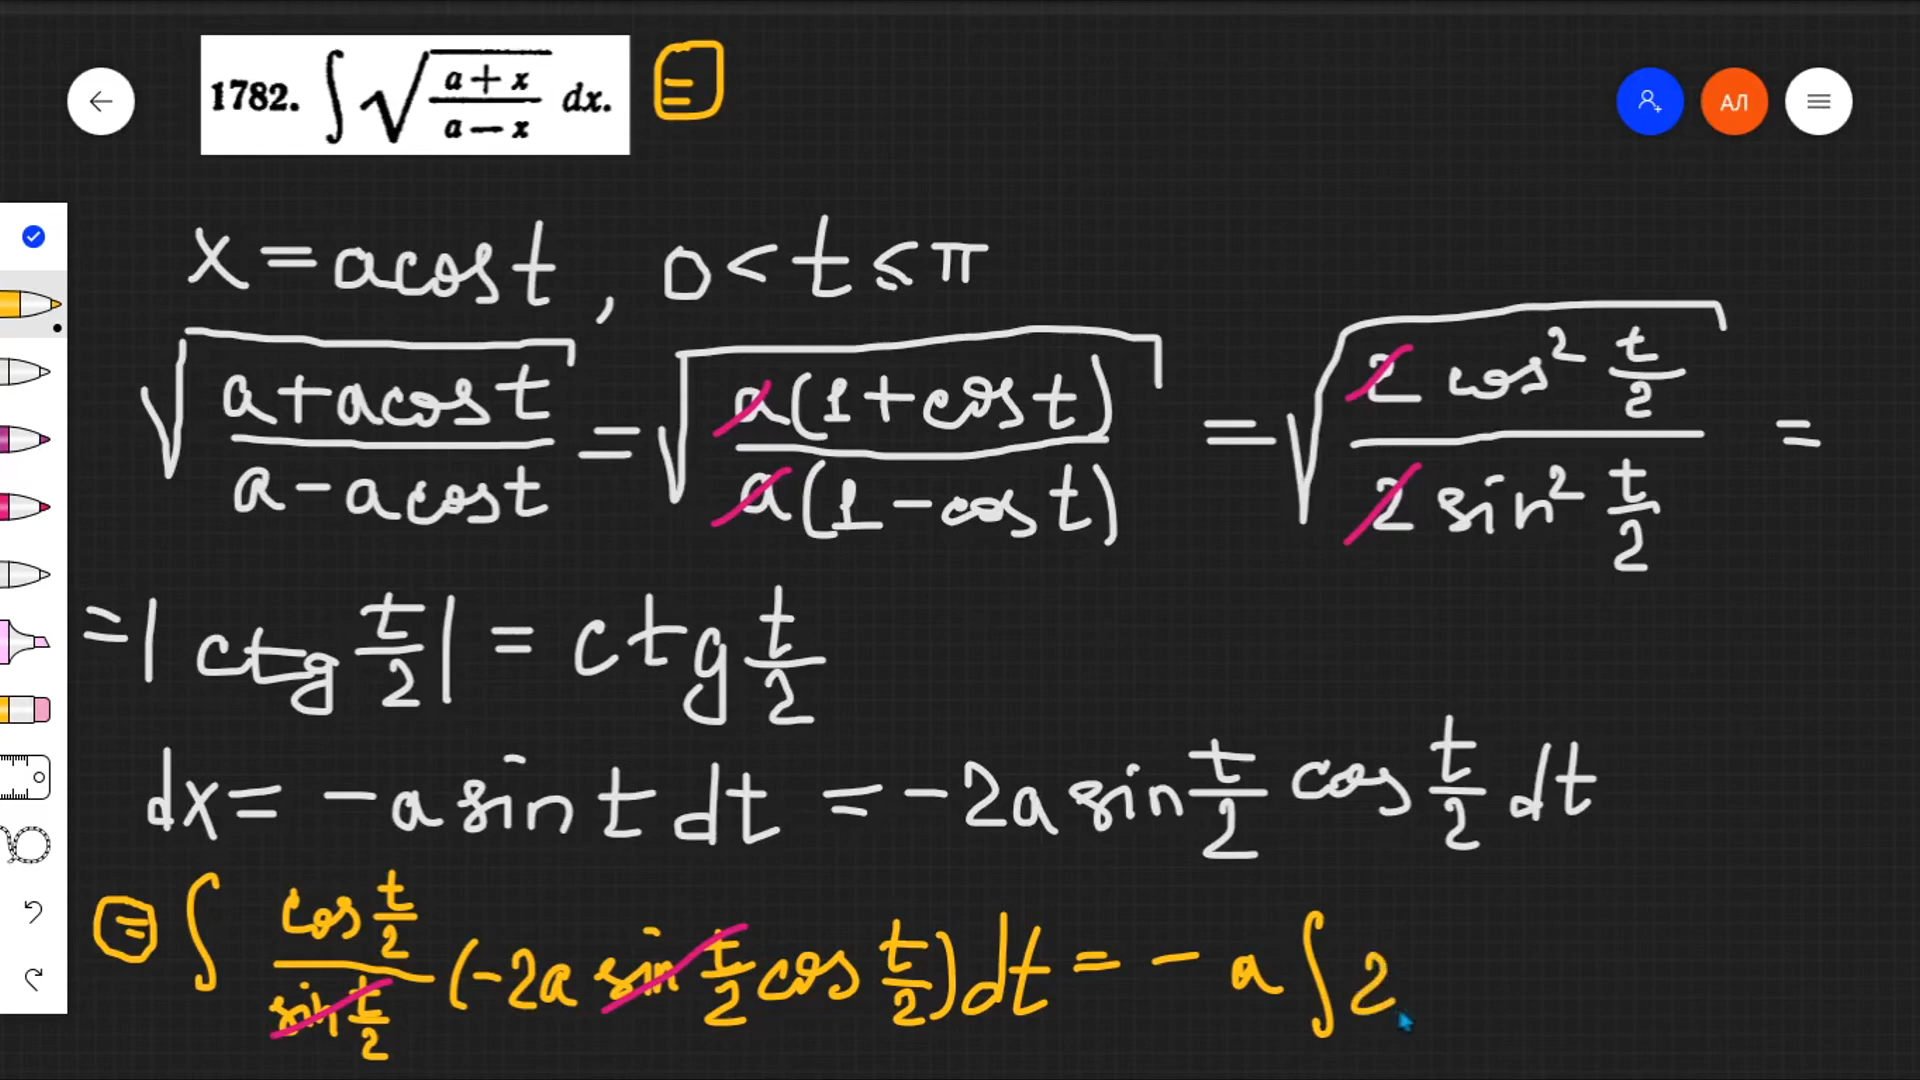 1782. ∫ √((a + x)/(a − x)) dx. =
АЛ
x = a cos t, 0 < t ≤ π
√((a + a cos t)/(a − a cos t)) = √((a(1 + cos t))/(a(1 − cos t))) = √((2 cos² t/2)/(2 sin² t/2)) =
= | ctg t/2 | = ctg t/2
dx = − a sin t dt = − 2a sin t/2 cos t/2 dt
= ∫ (cos t/2)/(sin t/2) (−2a sin t/2 cos t/2) dt = − a ∫ 2